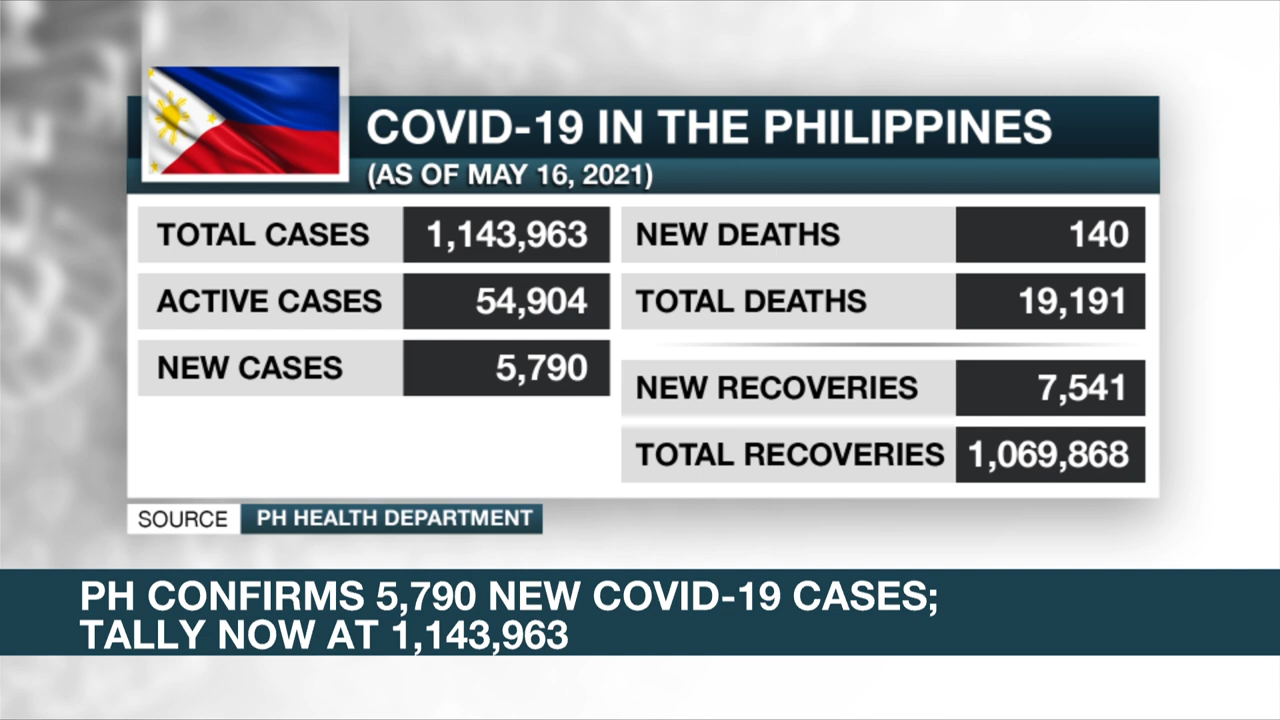 COVID-19 IN THE PHILIPPINES
(AS OF MAY 16, 2021)
TOTAL CASES 1,143,963
ACTIVE CASES 54,904
NEW CASES 5,790
NEW DEATHS 140
TOTAL DEATHS 19,191
NEW RECOVERIES 7,541
TOTAL RECOVERIES 1,069,868
SOURCE PH HEALTH DEPARTMENT
PH CONFIRMS 5,790 NEW COVID-19 CASES;
TALLY NOW AT 1,143,963